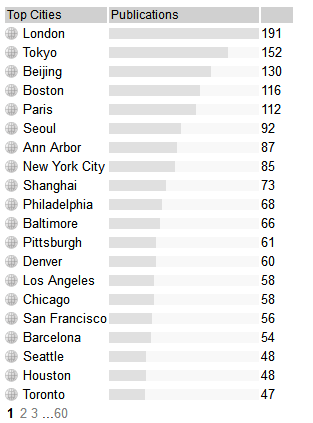 Top Cities Publications
London 191
Tokyo 152
Beijing 130
Boston 116
Paris 112
Seoul 92
Ann Arbor 87
New York City 85
Shanghai 73
Philadelphia 68
Baltimore 66
Pittsburgh 61
Denver 60
Los Angeles 58
Chicago 58
San Francisco 56
Barcelona 54
Seattle 48
Houston 48
Toronto 47
1 2 3 ...60